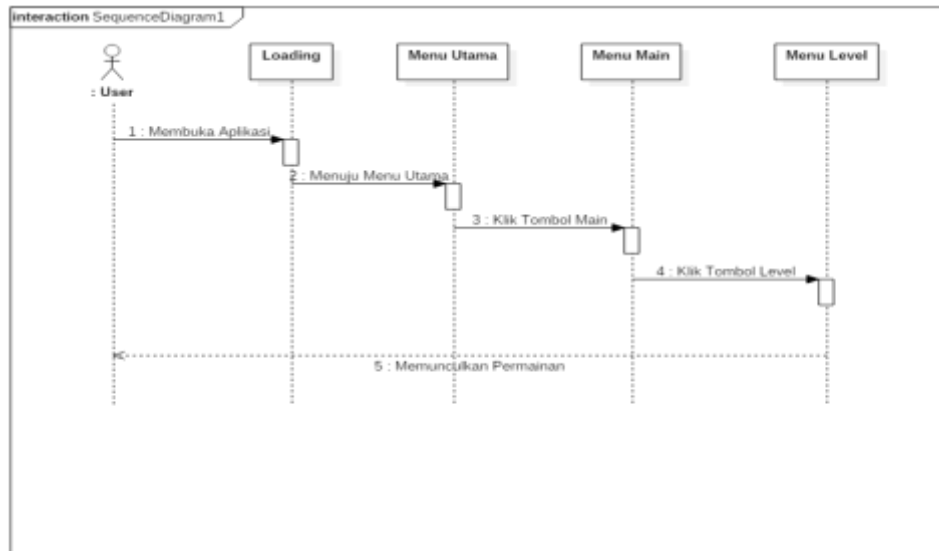 interaction SequenceDiagram1
Loading
Menu Utama
Menu Main
Menu Level
: User
1 : Membuka Aplikasi
2 : Menuju Menu Utama
3 : Klik Tombol Main
4 : Klik Tombol Level
5 : Memunculkan Permainan